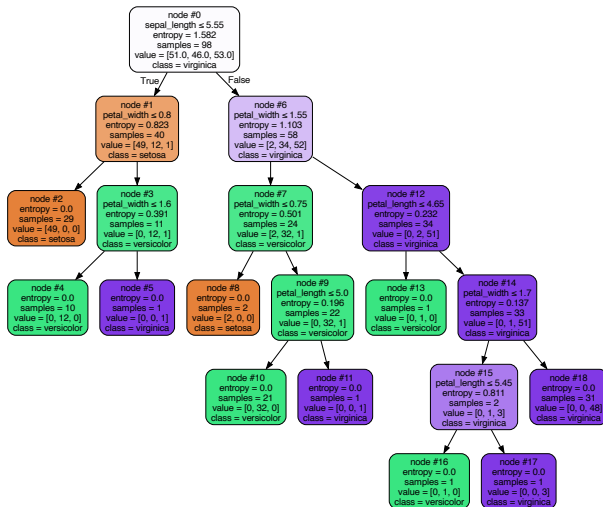 node #0
sepal_length ≤ 5.55
entropy = 1.582
samples = 98
value = [51.0, 46.0, 53.0]
class = virginica
True
False
node #1
petal_width ≤ 0.8
entropy = 0.823
samples = 40
value = [49, 12, 1]
class = setosa
node #6
petal_width ≤ 1.55
entropy = 1.103
samples = 58
value = [2, 34, 52]
class = virginica
node #2
entropy = 0.0
samples = 29
value = [49, 0, 0]
class = setosa
node #3
petal_width ≤ 1.6
entropy = 0.391
samples = 11
value = [0, 12, 1]
class = versicolor
node #7
petal_width ≤ 0.75
entropy = 0.501
samples = 24
value = [2, 32, 1]
class = versicolor
node #12
petal_length ≤ 4.65
entropy = 0.232
samples = 34
value = [0, 2, 51]
class = virginica
node #4
entropy = 0.0
samples = 10
value = [0, 12, 0]
class = versicolor
node #5
entropy = 0.0
samples = 1
value = [0, 0, 1]
class = virginica
node #8
entropy = 0.0
samples = 2
value = [2, 0, 0]
class = setosa
node #9
petal_length ≤ 5.0
entropy = 0.196
samples = 22
value = [0, 32, 1]
class = versicolor
node #13
entropy = 0.0
samples = 1
value = [0, 1, 0]
class = versicolor
node #14
petal_width ≤ 1.7
entropy = 0.137
samples = 33
value = [0, 1, 51]
class = virginica
node #10
entropy = 0.0
samples = 21
value = [0, 32, 0]
class = versicolor
node #11
entropy = 0.0
samples = 1
value = [0, 0, 1]
class = virginica
node #15
petal_length ≤ 5.45
entropy = 0.811
samples = 2
value = [0, 1, 3]
class = virginica
node #18
entropy = 0.0
samples = 31
value = [0, 0, 48]
class = virginica
node #16
entropy = 0.0
samples = 1
value = [0, 1, 0]
class = versicolor
node #17
entropy = 0.0
samples = 1
value = [0, 0, 3]
class = virginica